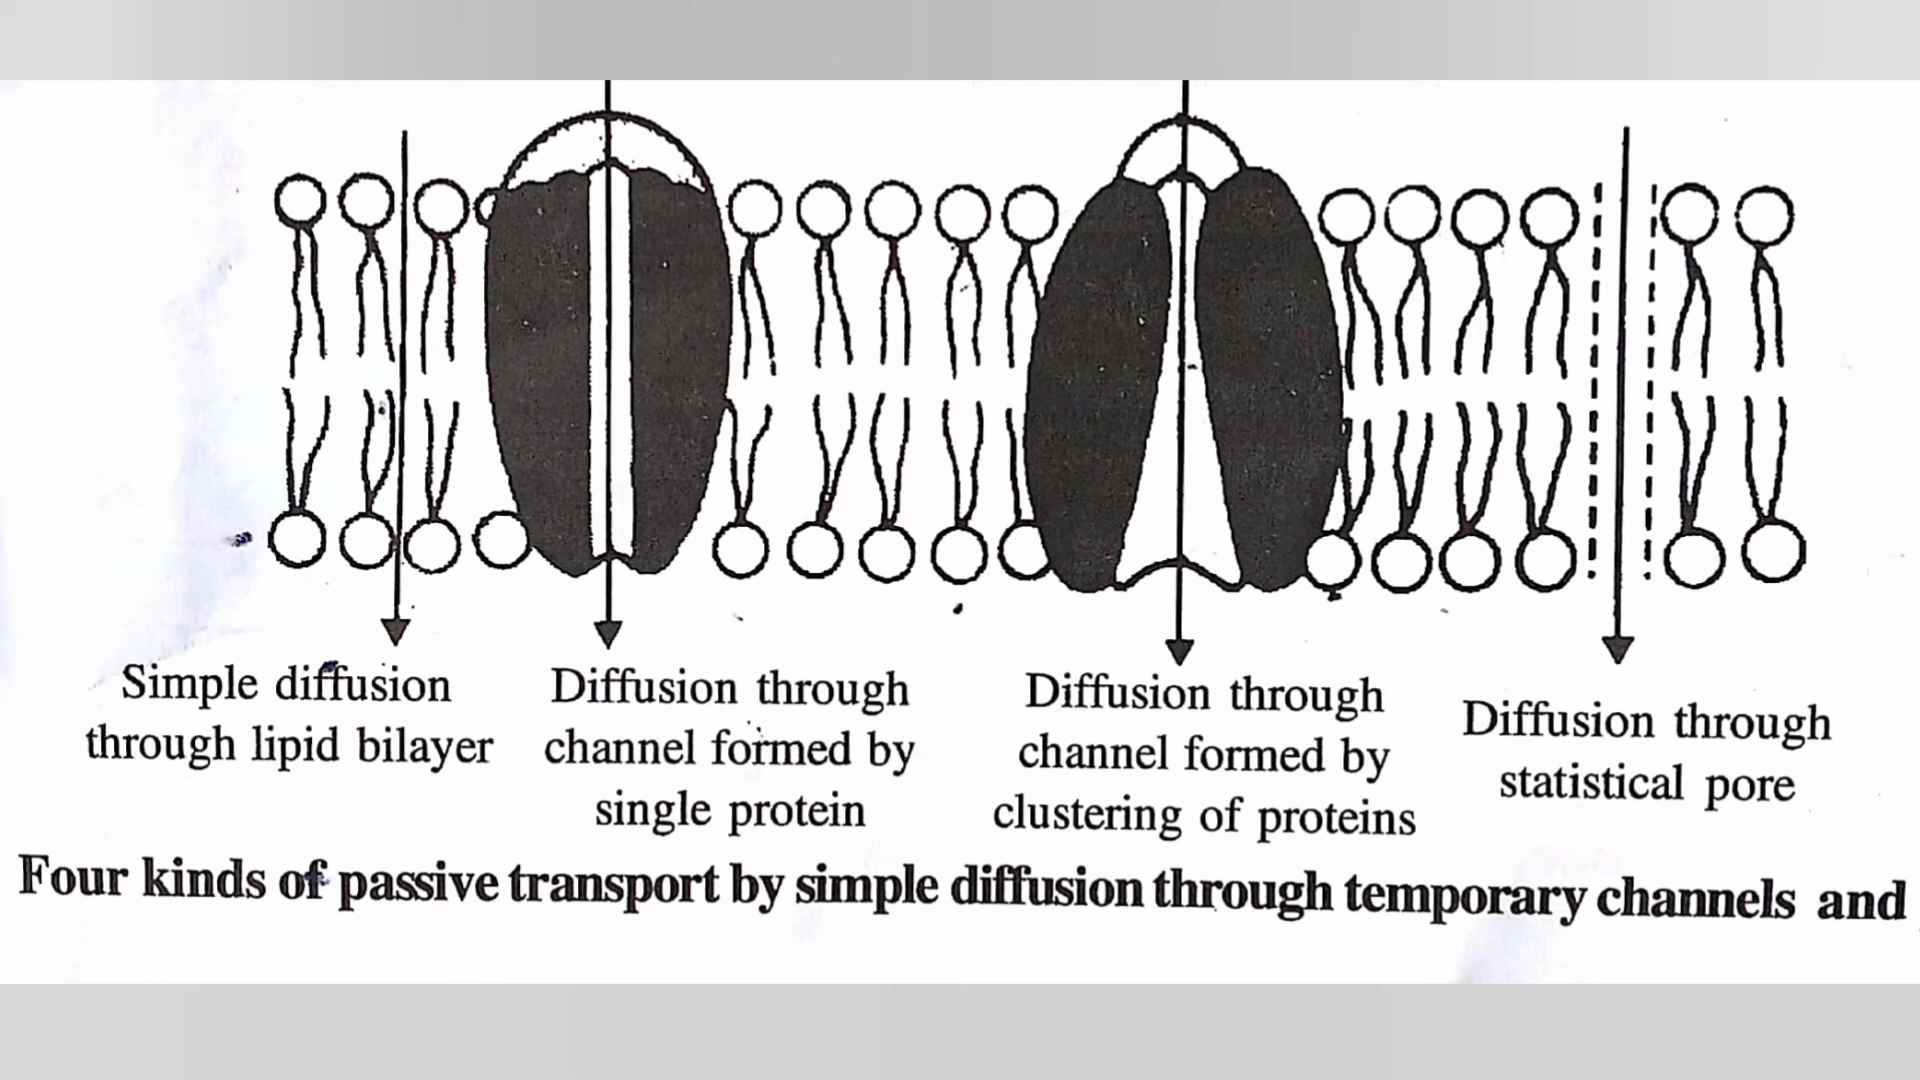 Simple diffusion
through lipid bilayer
Diffusion through
channel formed by
single protein
Diffusion through
channel formed by
clustering of proteins
Diffusion through
statistical pore
Four kinds of passive transport by simple diffusion through temporary channels and